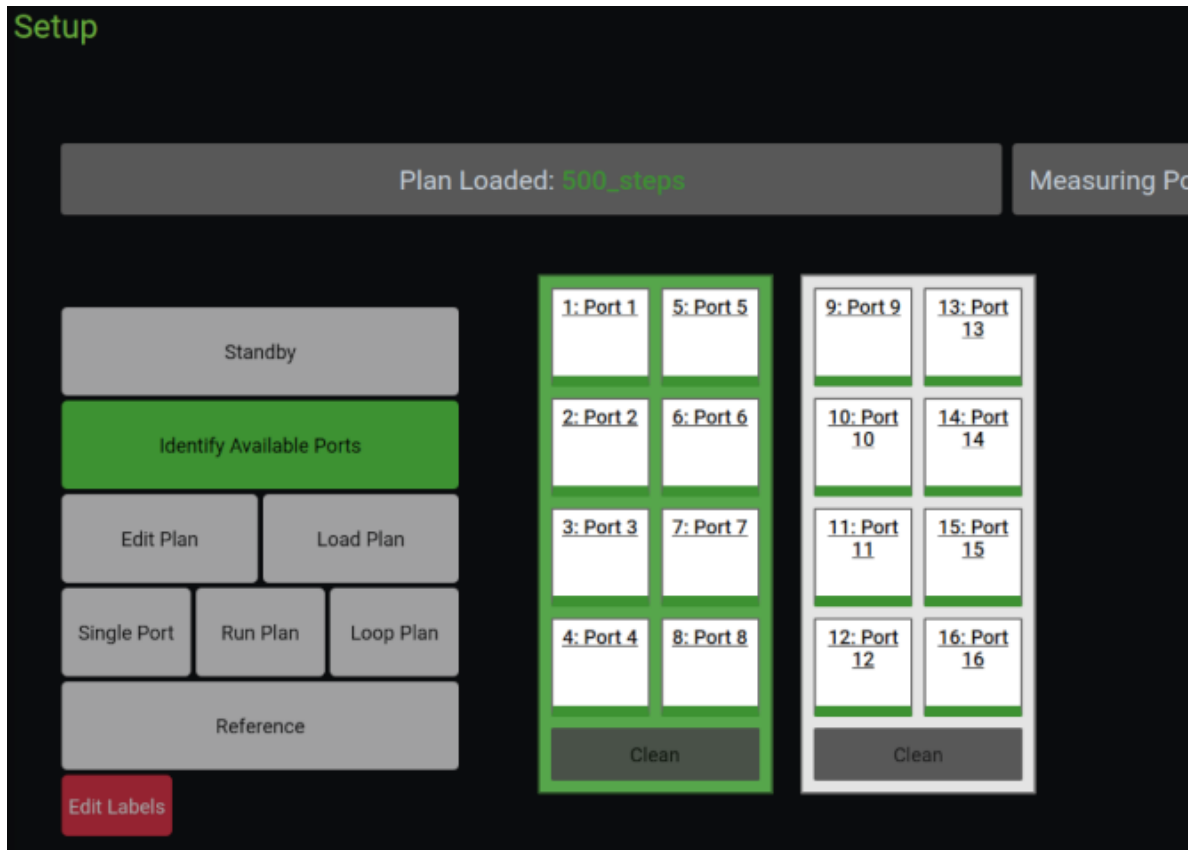 Setup
Plan Loaded: 500_steps
Measuring Po
Standby
Identify Available Ports
Edit Plan
Load Plan
Single Port
Run Plan
Loop Plan
Reference
Edit Labels
1: Port 1
5: Port 5
2: Port 2
6: Port 6
3: Port 3
7: Port 7
4: Port 4
8: Port 8
Clean
9: Port 9
13: Port
13
10: Port
10
14: Port
14
11: Port
11
15: Port
15
12: Port
12
16: Port
16
Clean